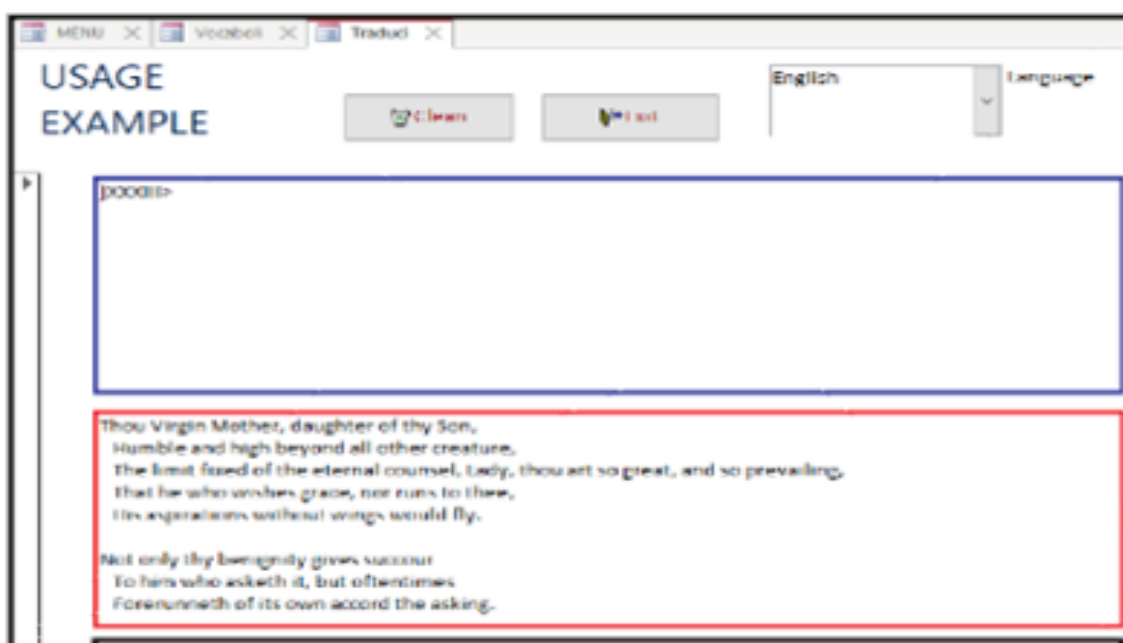 MENU Vocaboli Traduci
USAGE
EXAMPLE
Clean
Exit
English
Language
Thou Virgin Mother, daughter of thy Son,
Humble and high beyond all other creature,
The limit fixed of the eternal counsel, Lady, thou art so great, and so prevailing,
That he who wishes grace, nor runs to thee,
His aspirations without wings would fly.
Not only thy benignity gives succour
To him who asketh it, but oftentimes
Forerunneth of its own accord the asking.